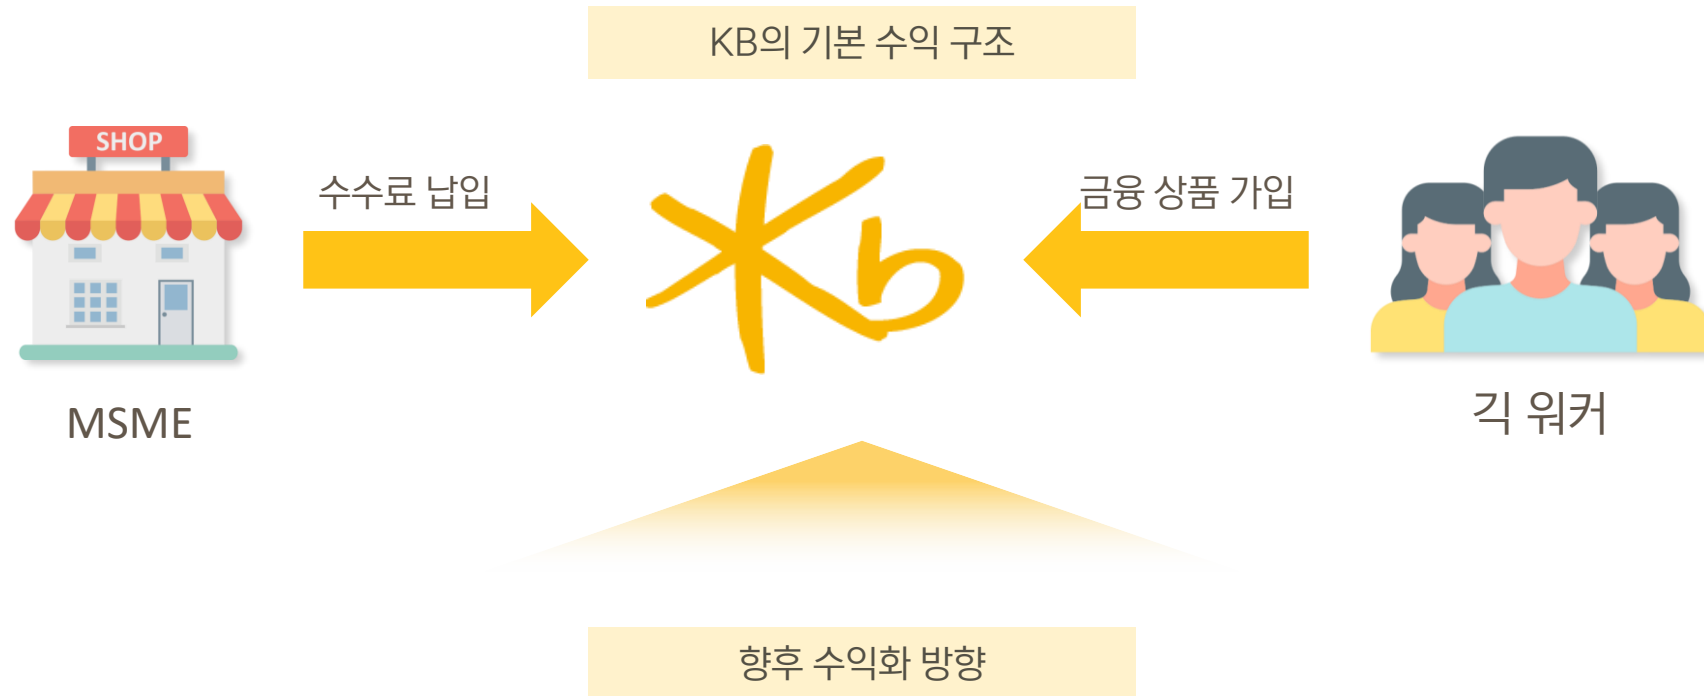 KB의 기본 수익 구조
SHOP
수수료 납입
Kb
금융 상품 가입
MSME
긱 워커
향후 수익화 방향